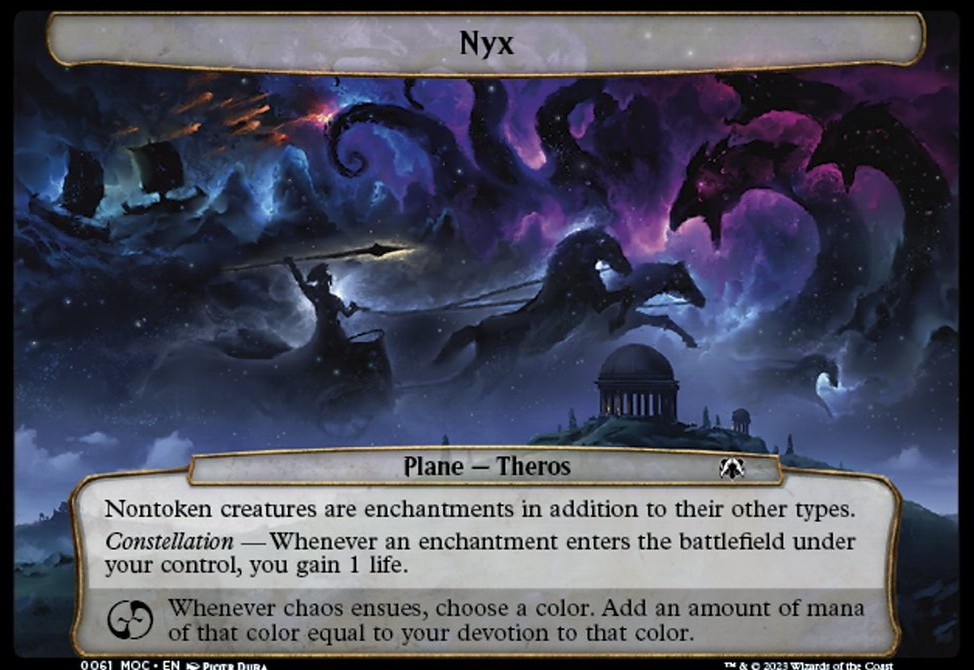 Nyx
Plane — Theros
Nontoken creatures are enchantments in addition to their other types.
Constellation — Whenever an enchantment enters the battlefield under
your control, you gain 1 life.
Whenever chaos ensues, choose a color. Add an amount of mana
of that color equal to your devotion to that color.
0061 MOC • EN Piotr Dura
™ & © 2023 Wizards of the Coast